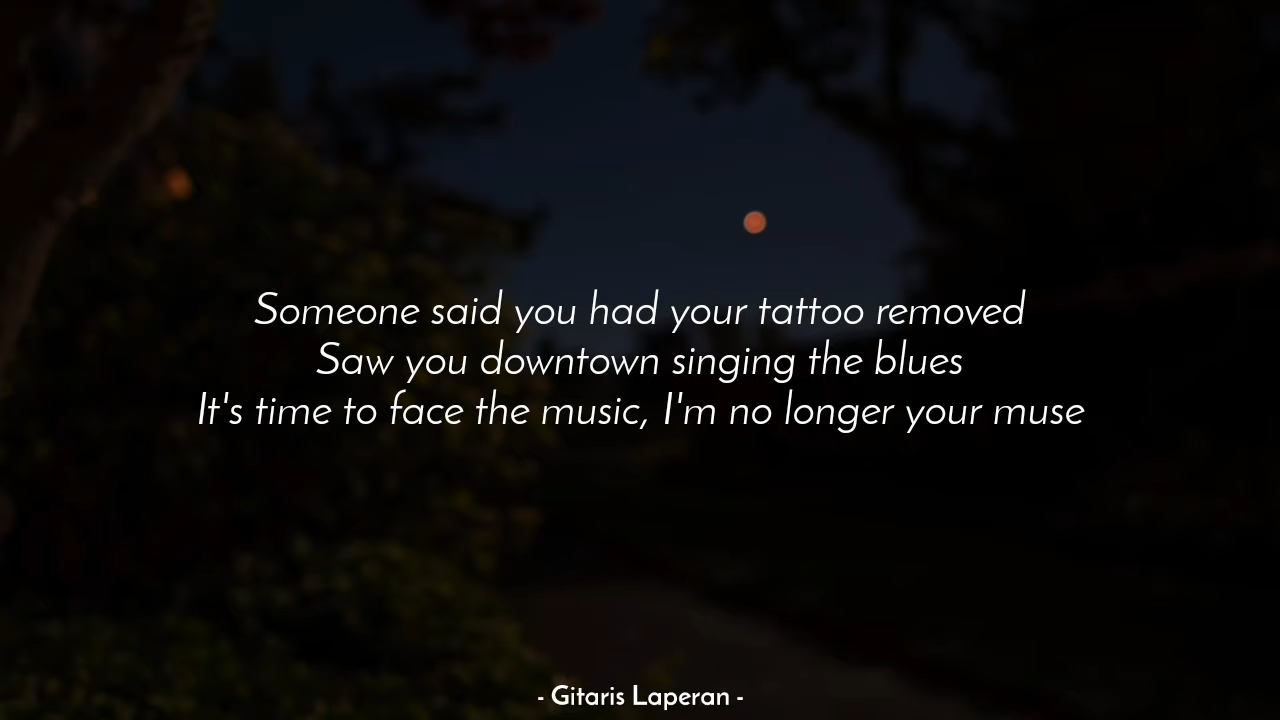 Someone said you had your tattoo removed
Saw you downtown singing the blues
It's time to face the music, I'm no longer your muse
- Gitaris Laperan -